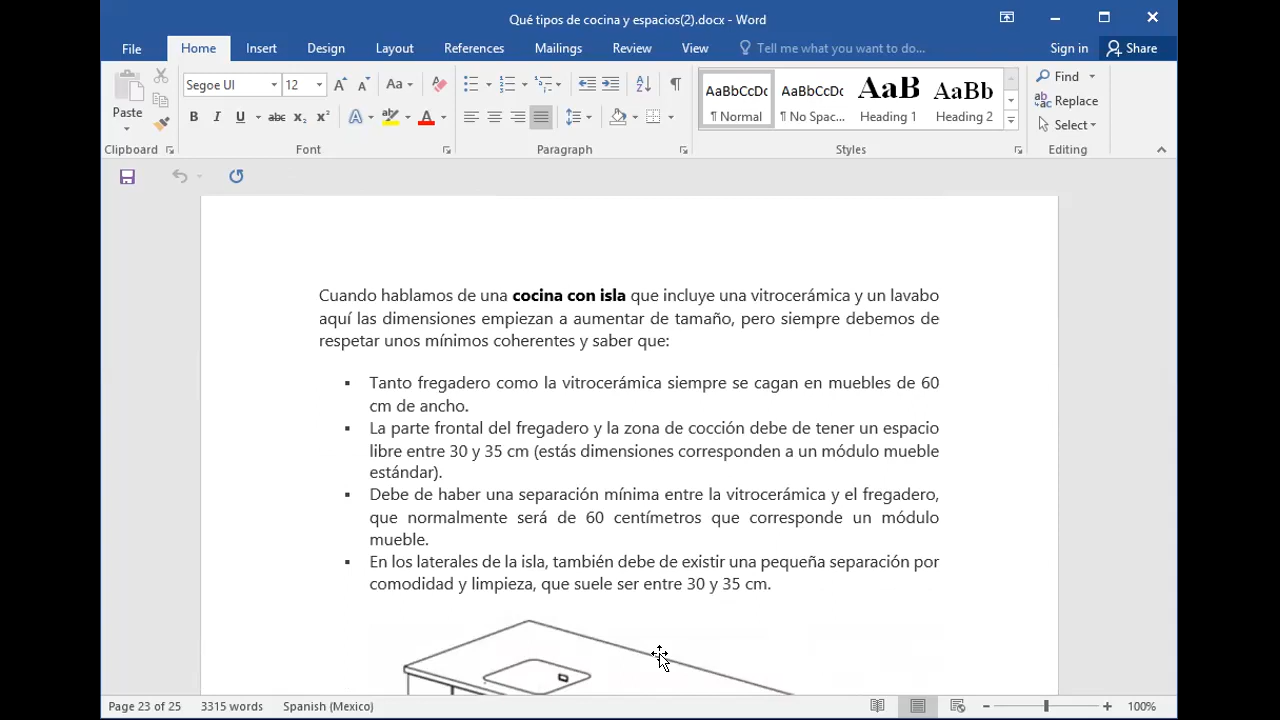 Qué tipos de cocina y espacios(2).docx - Word
File Home Insert Design Layout References Mailings Review View Tell me what you want to do... Sign in Share
Paste
Clipboard
Segoe UI 12
Aa
B I U abc x₂ x² A A
Font
Paragraph
AaBbCcDc AaBbCcDc AaB AaBb
¶ Normal ¶ No Spac... Heading 1 Heading 2
Styles
Find
Replace
Select
Editing
Cuando hablamos de una cocina con isla que incluye una vitrocerámica y un lavabo
aquí las dimensiones empiezan a aumentar de tamaño, pero siempre debemos de
respetar unos mínimos coherentes y saber que:
▪ Tanto fregadero como la vitrocerámica siempre se cagan en muebles de 60
cm de ancho.
▪ La parte frontal del fregadero y la zona de cocción debe de tener un espacio
libre entre 30 y 35 cm (estás dimensiones corresponden a un módulo mueble
estándar).
▪ Debe de haber una separación mínima entre la vitrocerámica y el fregadero,
que normalmente será de 60 centímetros que corresponde un módulo
mueble.
▪ En los laterales de la isla, también debe de existir una pequeña separación por
comodidad y limpieza, que suele ser entre 30 y 35 cm.
Page 23 of 25 3315 words Spanish (Mexico) 100%